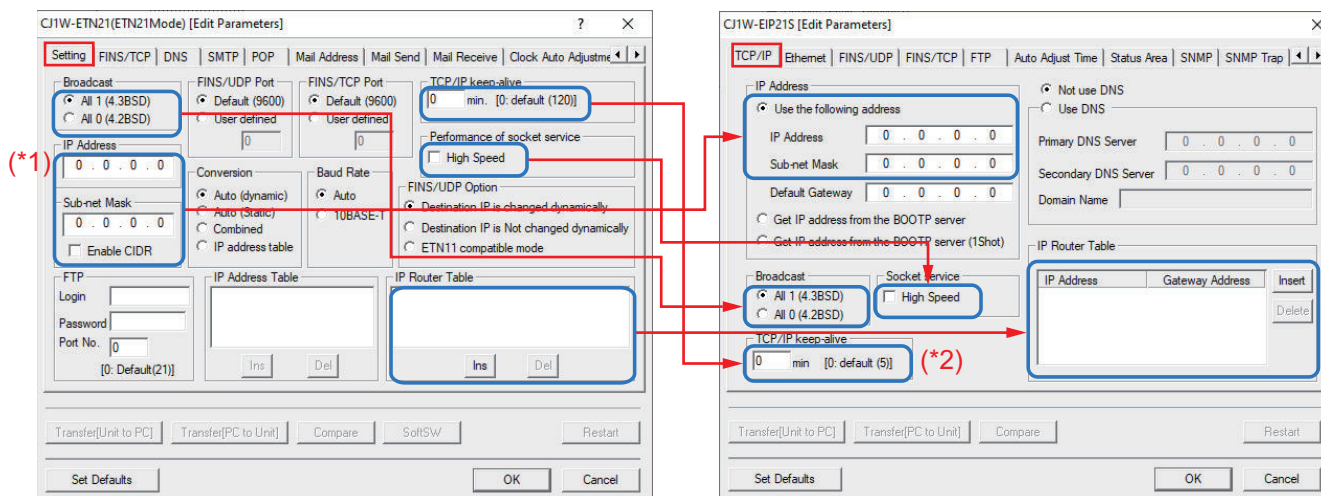 CJ1W-ETN21(ETN21Mode) [Edit Parameters]
Setting FINS/TCP DNS SMTP POP Mail Address Mail Send Mail Receive Clock Auto Adjustme
Broadcast
All 1 (4.3BSD)
All 0 (4.2BSD)
FINS/UDP Port
Default (9600)
User defined
0
FINS/TCP Port
Default (9600)
User defined
0
TCP/IP keep-alive
0 min. [0: default (120)]
Performance of socket service
High Speed
(*1)
IP Address
0 . 0 . 0 . 0
Sub-net Mask
0 . 0 . 0 . 0
Enable CIDR
Conversion
Auto (dynamic)
Auto (Static)
Combined
IP address table
Baud Rate
Auto
10BASE-T
FINS/UDP Option
Destination IP is changed dynamically
Destination IP is Not changed dynamically
ETN11 compatible mode
FTP
Login
Password
Port No. 0
[0: Default(21)]
IP Address Table
Ins Del
IP Router Table
Ins Del
Transfer[Unit to PC] Transfer[PC to Unit] Compare SoftSW Restart
Set Defaults OK Cancel
CJ1W-EIP21S [Edit Parameters]
TCP/IP Ethernet FINS/UDP FINS/TCP FTP Auto Adjust Time Status Area SNMP SNMP Trap
IP Address
Use the following address
IP Address 0 . 0 . 0 . 0
Sub-net Mask 0 . 0 . 0 . 0
Default Gateway 0 . 0 . 0 . 0
Get IP address from the BOOTP server
Get IP address from the BOOTP server (1Shot)
Not use DNS
Use DNS
Primary DNS Server 0 . 0 . 0 . 0
Secondary DNS Server 0 . 0 . 0 . 0
Domain Name
Broadcast
All 1 (4.3BSD)
All 0 (4.2BSD)
Socket Service
High Speed
TCP/IP keep-alive
0 min [0: default (5)]
(*2)
IP Router Table
IP Address Gateway Address
Insert
Delete
Transfer[Unit to PC] Transfer[PC to Unit] Compare Restart
Set Defaults OK Cancel